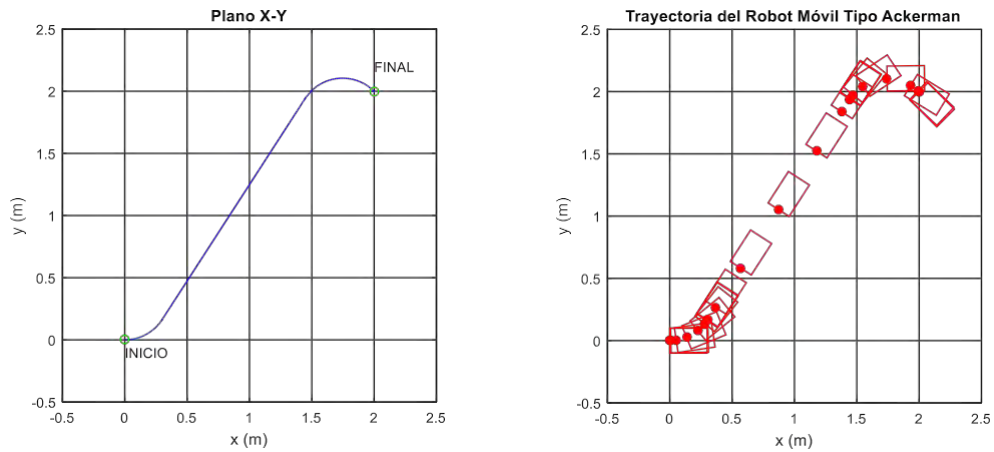 Plano X-Y
2.5
2
1.5
1
0.5
0
-0.5
y (m)
FINAL
INICIO
-0.5 0 0.5 1 1.5 2 2.5
x (m)
Trayectoria del Robot Móvil Tipo Ackerman
2.5
2
1.5
1
0.5
0
-0.5
y (m)
-0.5 0 0.5 1 1.5 2 2.5
x (m)